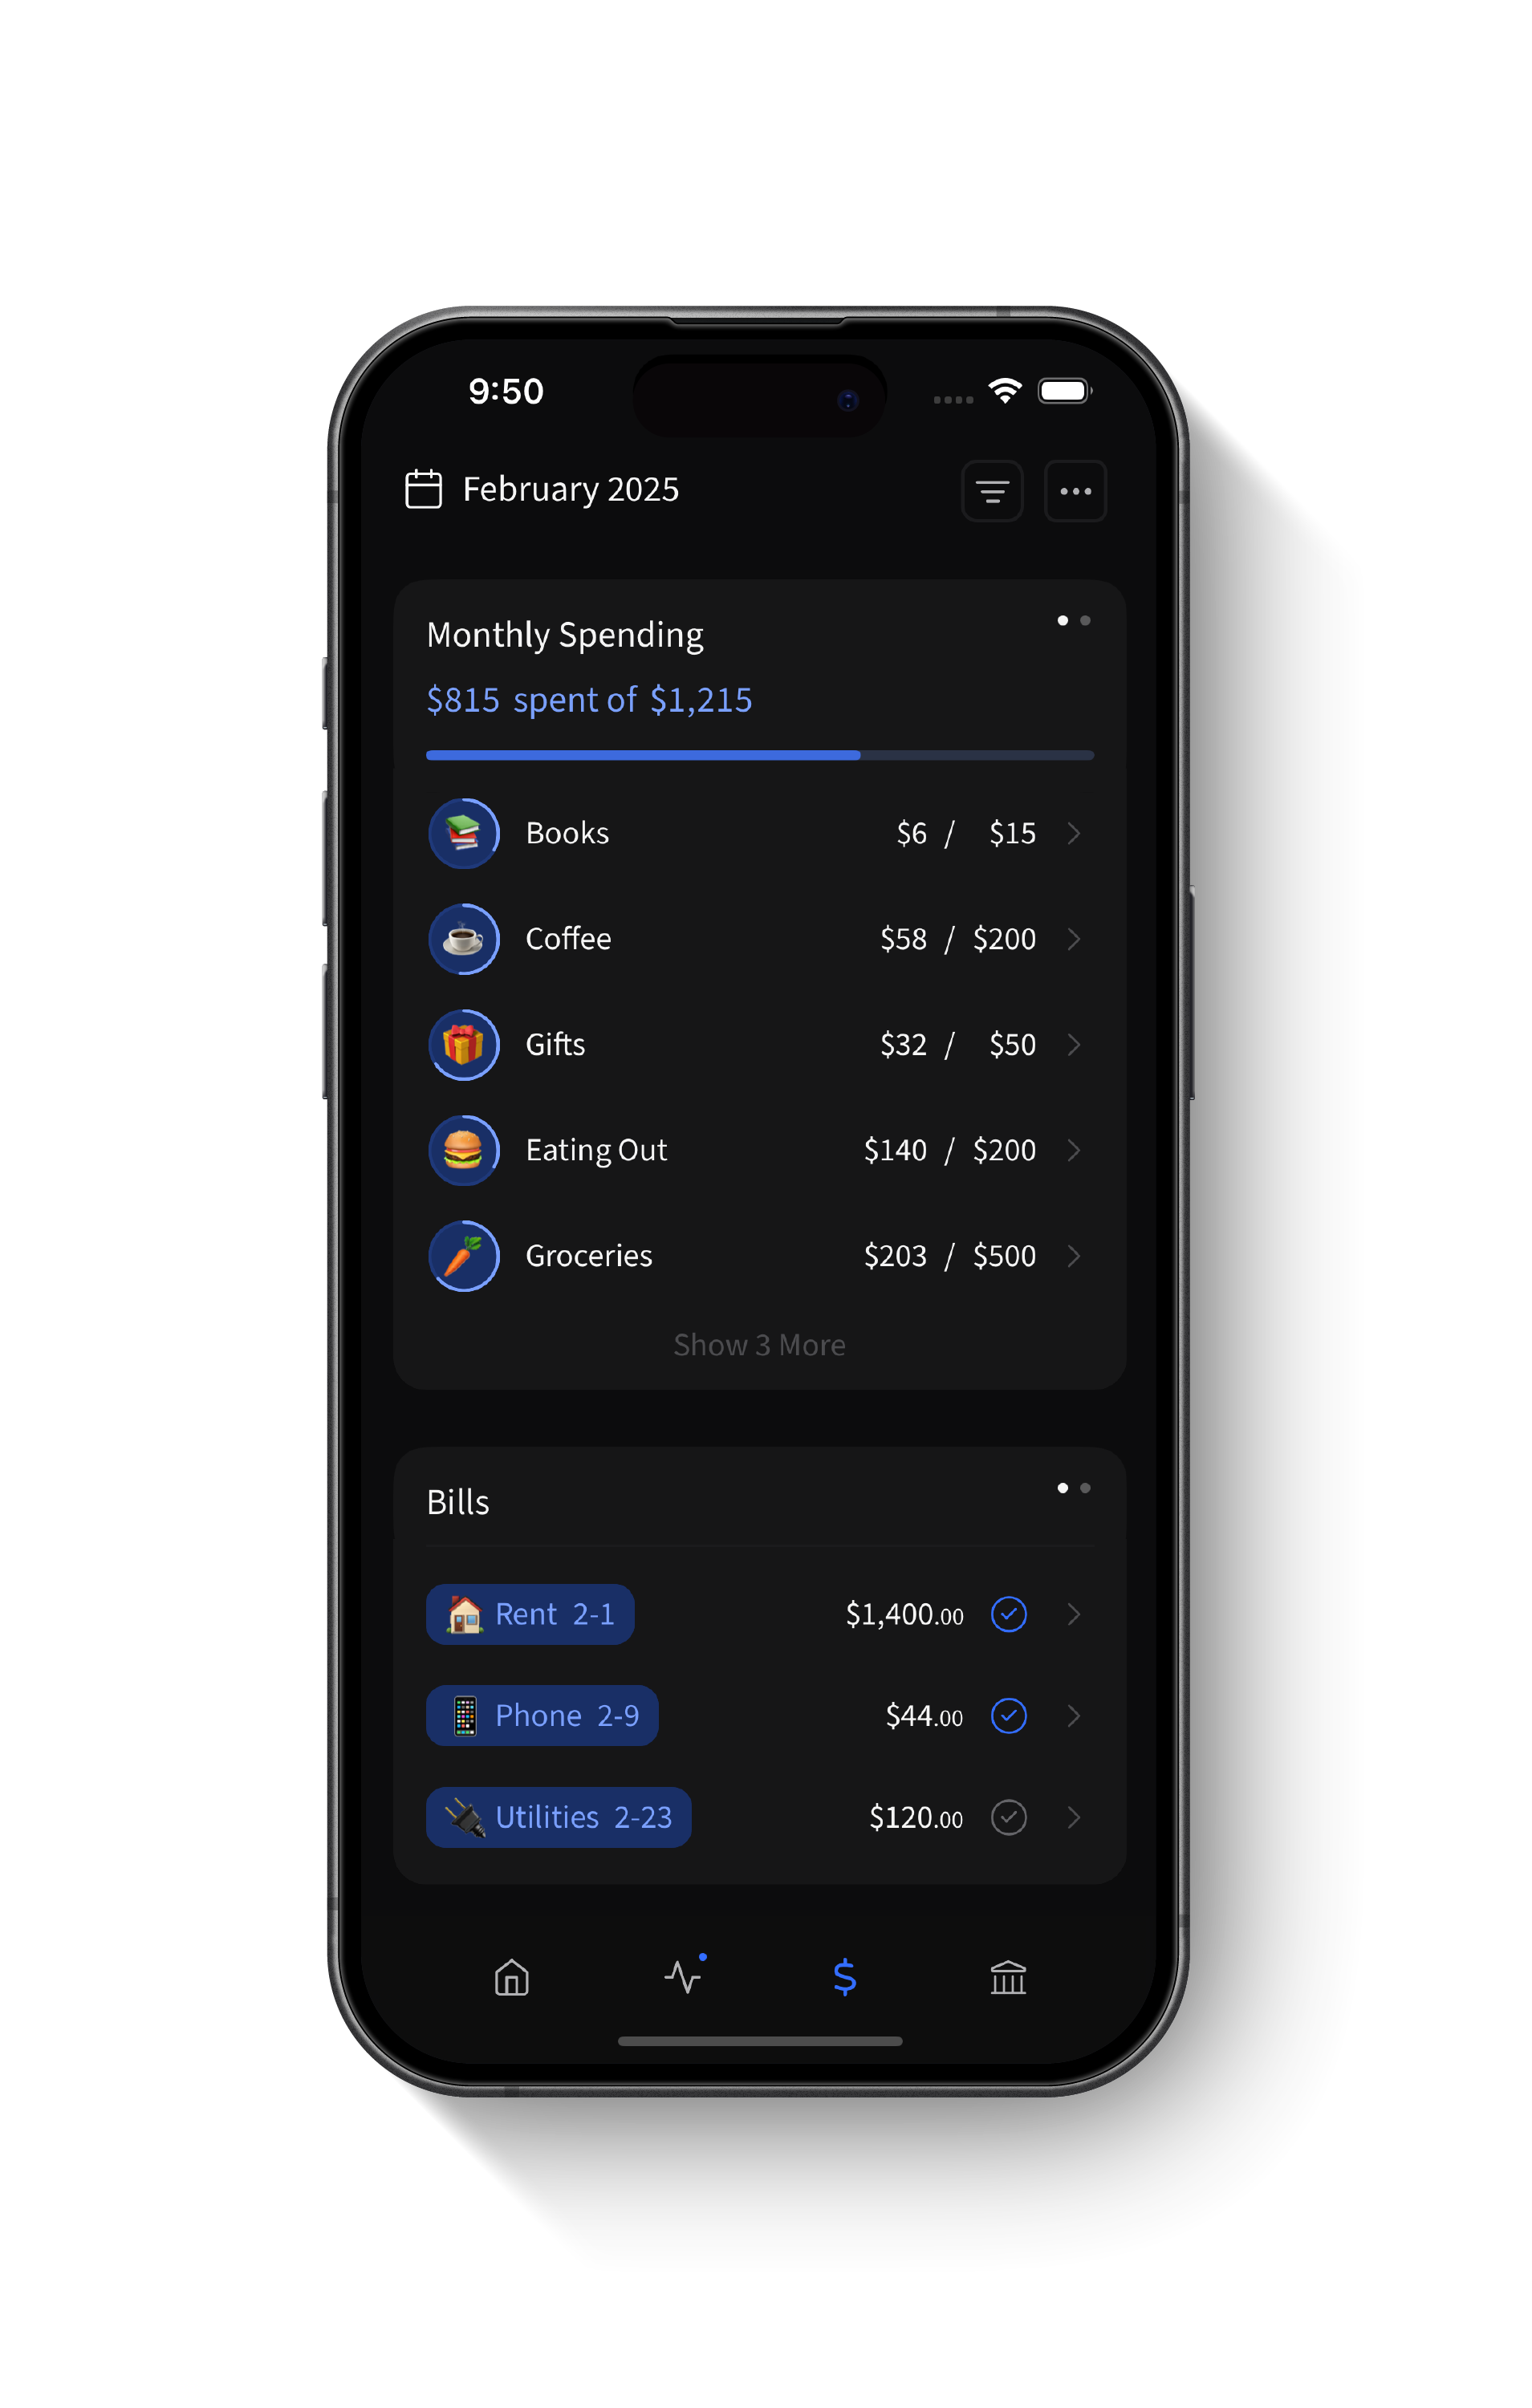 9:50
February 2025
Monthly Spending
$815 spent of $1,215
Books $6 / $15
Coffee $58 / $200
Gifts $32 / $50
Eating Out $140 / $200
Groceries $203 / $500
Show 3 More
Bills
Rent 2-1 $1,400.00
Phone 2-9 $44.00
Utilities 2-23 $120.00
$